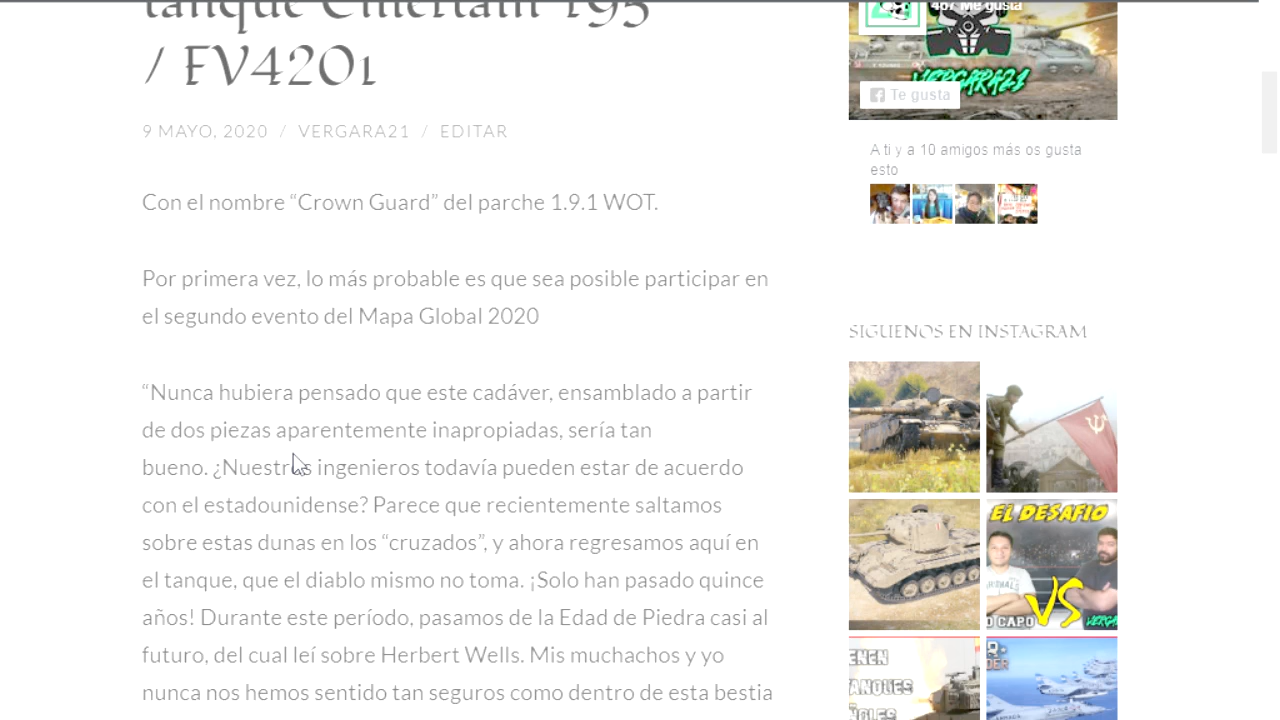 tanque Chieftain T95
/ FV4201
9 MAYO, 2020 / VERGARA21 / EDITAR
Con el nombre “Crown Guard” del parche 1.9.1 WOT.
Por primera vez, lo más probable es que sea posible participar en
el segundo evento del Mapa Global 2020
“Nunca hubiera pensado que este cadáver, ensamblado a partir
de dos piezas aparentemente inapropiadas, sería tan
bueno. ¿Nuestros ingenieros todavía pueden estar de acuerdo
con el estadounidense? Parece que recientemente saltamos
sobre estas dunas en los “cruzados”, y ahora regresamos aquí en
el tanque, que el diablo mismo no toma. ¡Solo han pasado quince
años! Durante este período, pasamos de la Edad de Piedra casi al
futuro, del cual leí sobre Herbert Wells. Mis muchachos y yo
nunca nos hemos sentido tan seguros como dentro de esta bestia
467 Me gusta
VERGARA21
Te gusta
A ti y a 10 amigos más os gusta
esto
SIGUENOS EN INSTAGRAM
EL DESAFIO
VS
O CAPO